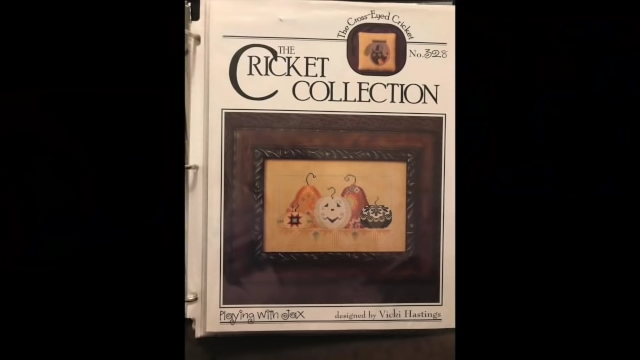 The Cross-Eyed Cricket
No. 328
THE
CRICKET
COLLECTION
Playing with Jax
designed by Vicki Hastings